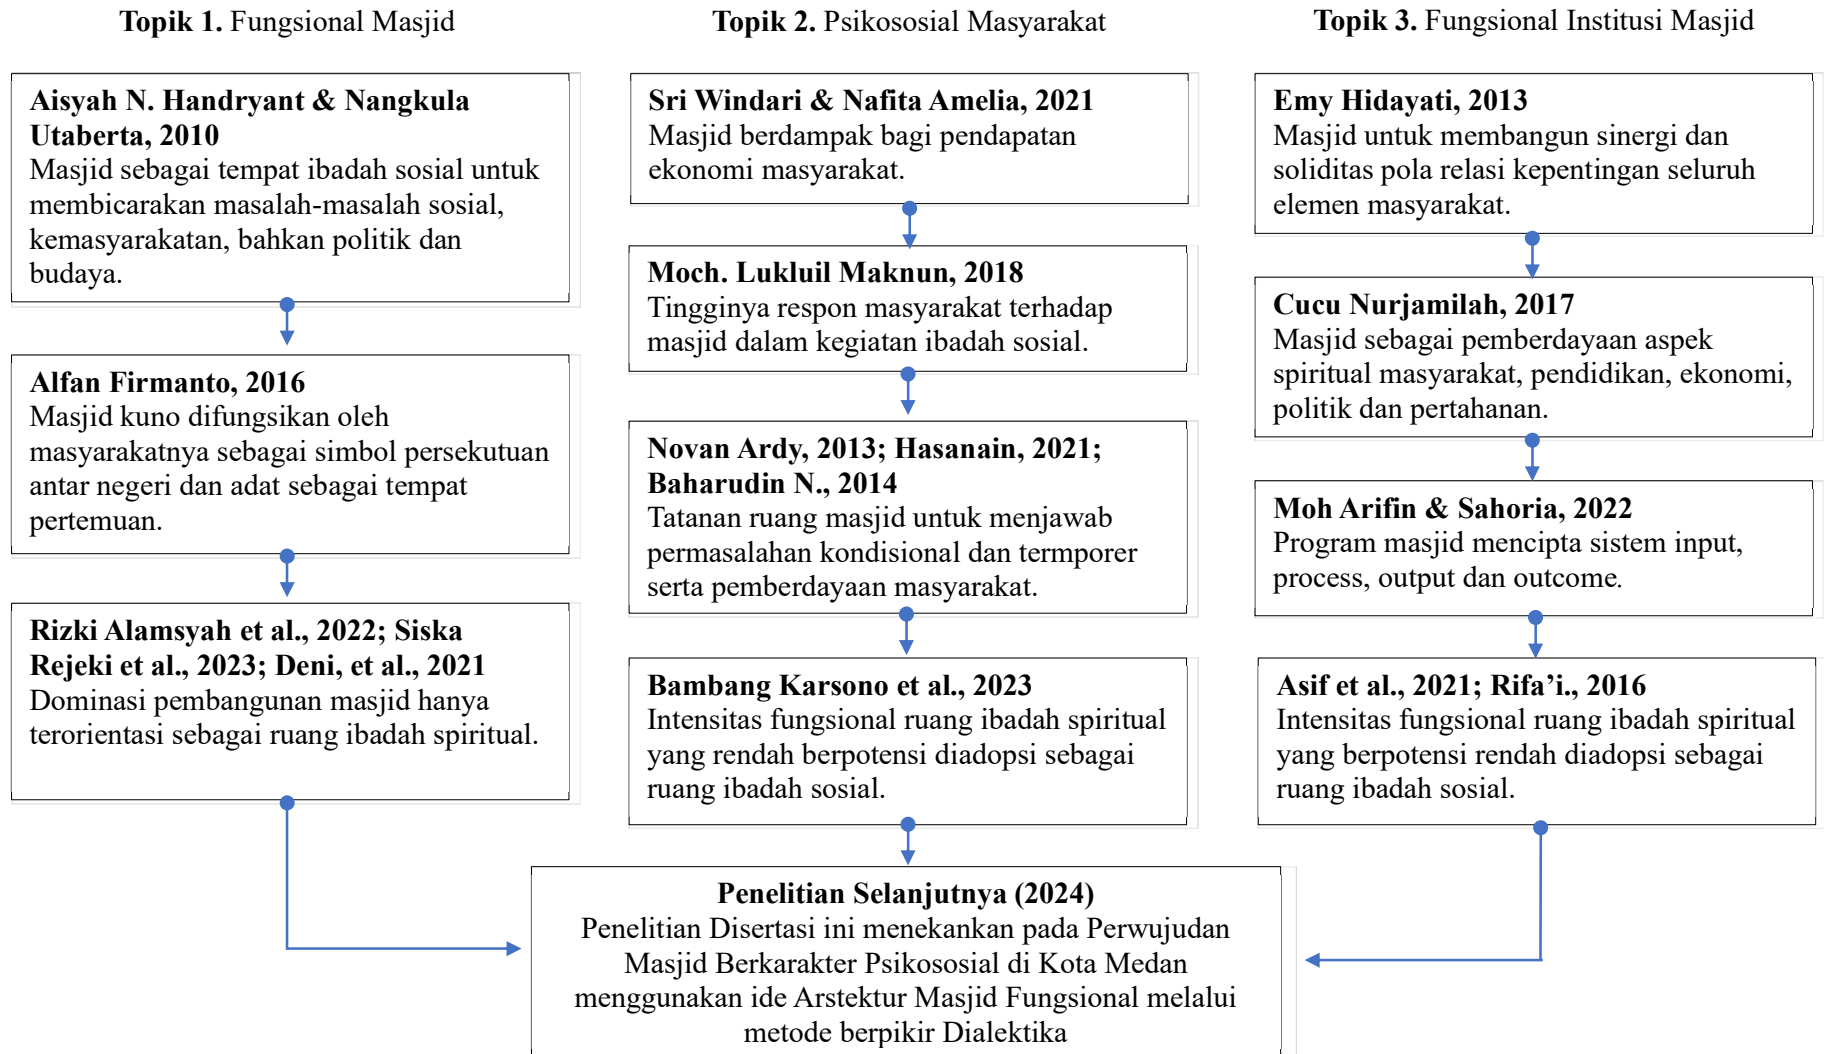 Topik 1. Fungsional Masjid
Aisyah N. Handryant & Nangkula
Utaberta, 2010
Masjid sebagai tempat ibadah sosial untuk
membicarakan masalah-masalah sosial,
kemasyarakatan, bahkan politik dan
budaya.
Alfan Firmanto, 2016
Masjid kuno difungsikan oleh
masyarakatnya sebagai simbol persekutuan
antar negeri dan adat sebagai tempat
pertemuan.
Rizki Alamsyah et al., 2022; Siska
Rejeki et al., 2023; Deni, et al., 2021
Dominasi pembangunan masjid hanya
terorientasi sebagai ruang ibadah spiritual.
Topik 2. Psikososial Masyarakat
Sri Windari & Nafita Amelia, 2021
Masjid berdampak bagi pendapatan
ekonomi masyarakat.
Moch. Lukluil Maknun, 2018
Tingginya respon masyarakat terhadap
masjid dalam kegiatan ibadah sosial.
Novan Ardy, 2013; Hasanain, 2021;
Baharudin N., 2014
Tatanan ruang masjid untuk menjawab
permasalahan kondisional dan termporer
serta pemberdayaan masyarakat.
Bambang Karsono et al., 2023
Intensitas fungsional ruang ibadah spiritual
yang rendah berpotensi diadopsi sebagai
ruang ibadah sosial.
Topik 3. Fungsional Institusi Masjid
Emy Hidayati, 2013
Masjid untuk membangun sinergi dan
soliditas pola relasi kepentingan seluruh
elemen masyarakat.
Cucu Nurjamilah, 2017
Masjid sebagai pemberdayaan aspek
spiritual masyarakat, pendidikan, ekonomi,
politik dan pertahanan.
Moh Arifin & Sahoria, 2022
Program masjid mencipta sistem input,
process, output dan outcome.
Asif et al., 2021; Rifa’i., 2016
Intensitas fungsional ruang ibadah spiritual
yang berpotensi rendah diadopsi sebagai
ruang ibadah sosial.
Penelitian Selanjutnya (2024)
Penelitian Disertasi ini menekankan pada Perwujudan
Masjid Berkarakter Psikososial di Kota Medan
menggunakan ide Arstektur Masjid Fungsional melalui
metode berpikir Dialektika